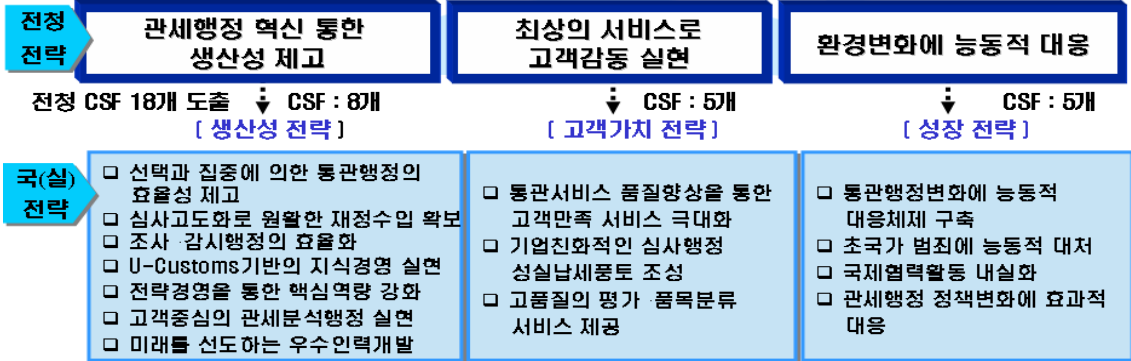 전청
전략
관세행정 혁신 통한
생산성 제고
최상의 서비스로
고객감동 실현
환경변화에 능동적 대응
전청 CSF 18개 도출
CSF : 8개
CSF : 5개
CSF : 5개
[ 생산성 전략 ]
[ 고객가치 전략 ]
[ 성장 전략 ]
국(실)
전략
❑ 선택과 집중에 의한 통관행정의
효율성 제고
❑ 심사고도화로 원활한 재정수입 확보
❑ 조사·감시행정의 효율화
❑ U-Customs기반의 지식경영 실현
❑ 전략경영을 통한 핵심역량 강화
❑ 고객중심의 관세분석행정 실현
❑ 미래를 선도하는 우수인력개발
❑ 통관서비스 품질향상을 통한
고객만족 서비스 극대화
❑ 기업친화적인 심사행정
성실납세풍토 조성
❑ 고품질의 평가·품목분류
서비스 제공
❑ 통관행정변화에 능동적
대응체제 구축
❑ 초국가 범죄에 능동적 대처
❑ 국제협력활동 내실화
❑ 관세행정 정책변화에 효과적
대응